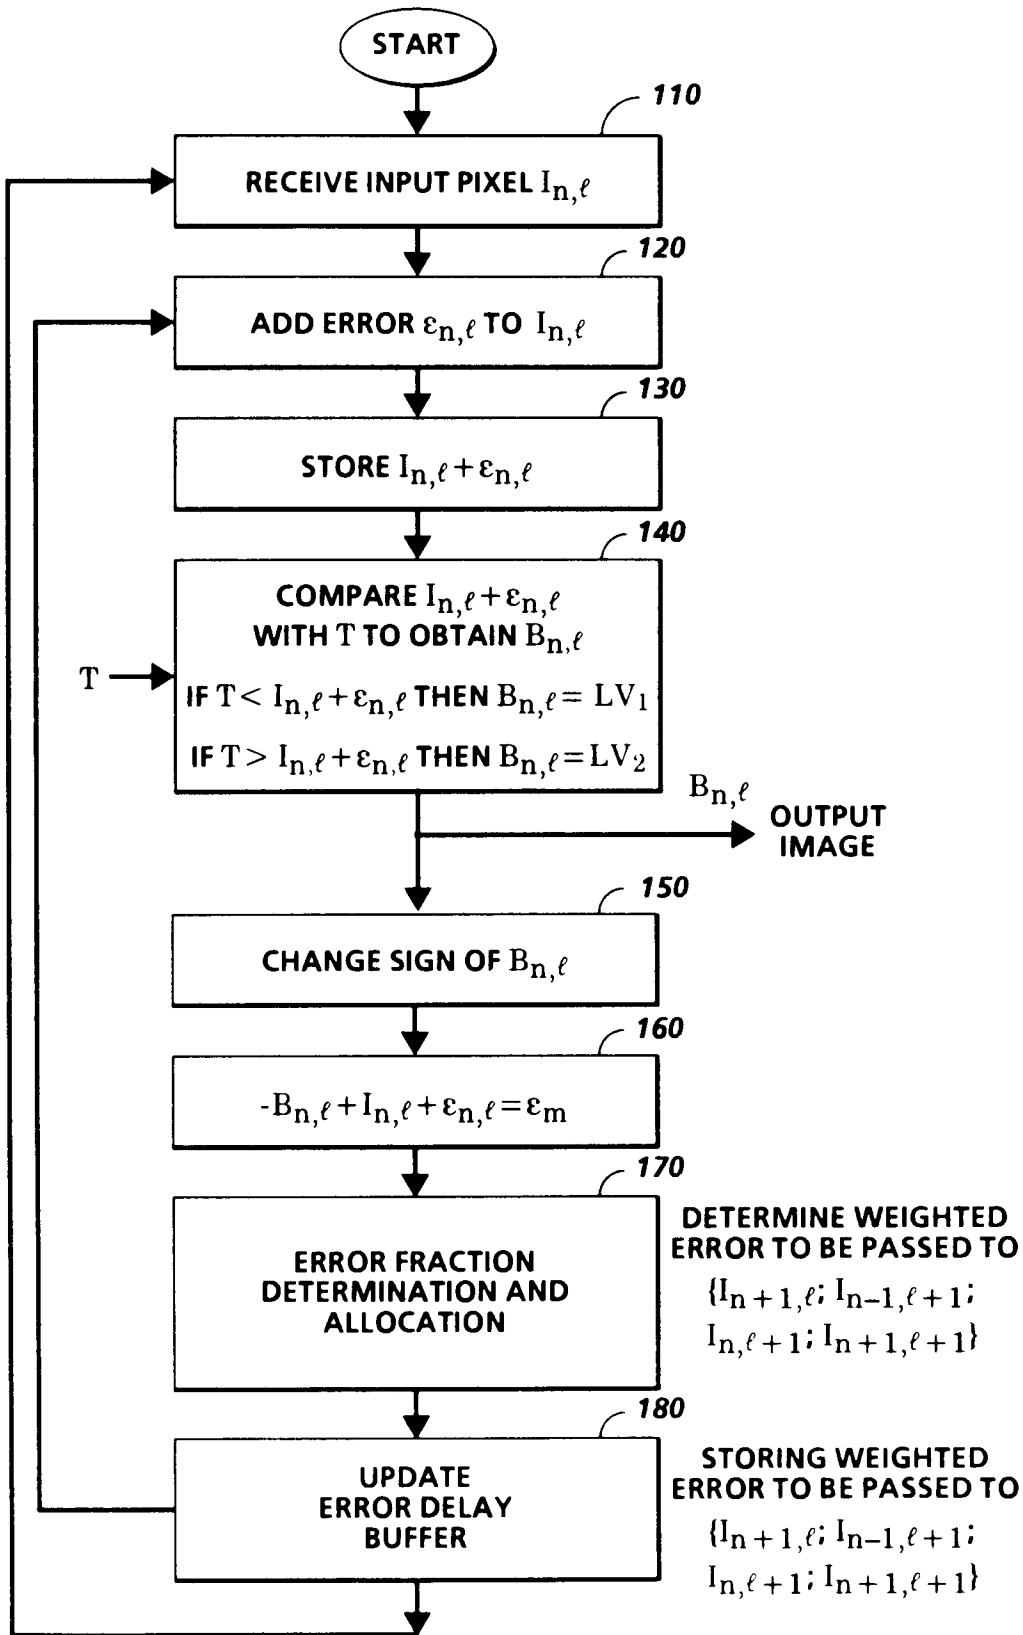 START
110
RECEIVE INPUT PIXEL Iₙ,ℓ
120
ADD ERROR εₙ,ℓ TO Iₙ,ℓ
130
STORE Iₙ,ℓ + εₙ,ℓ
140
COMPARE Iₙ,ℓ + εₙ,ℓ
WITH T TO OBTAIN Bₙ,ℓ
T
IF T < Iₙ,ℓ + εₙ,ℓ THEN Bₙ,ℓ = LV₁
IF T > Iₙ,ℓ + εₙ,ℓ THEN Bₙ,ℓ = LV₂
Bₙ,ℓ
OUTPUT
IMAGE
150
CHANGE SIGN OF Bₙ,ℓ
160
-Bₙ,ℓ + Iₙ,ℓ + εₙ,ℓ = εₘ
170
ERROR FRACTION
DETERMINATION AND
ALLOCATION
DETERMINE WEIGHTED
ERROR TO BE PASSED TO
{Iₙ₊₁,ℓ; Iₙ₋₁,ℓ₊₁;
Iₙ,ℓ₊₁; Iₙ₊₁,ℓ₊₁}
180
UPDATE
ERROR DELAY
BUFFER
STORING WEIGHTED
ERROR TO BE PASSED TO
{Iₙ₊₁,ℓ; Iₙ₋₁,ℓ₊₁;
Iₙ,ℓ₊₁; Iₙ₊₁,ℓ₊₁}